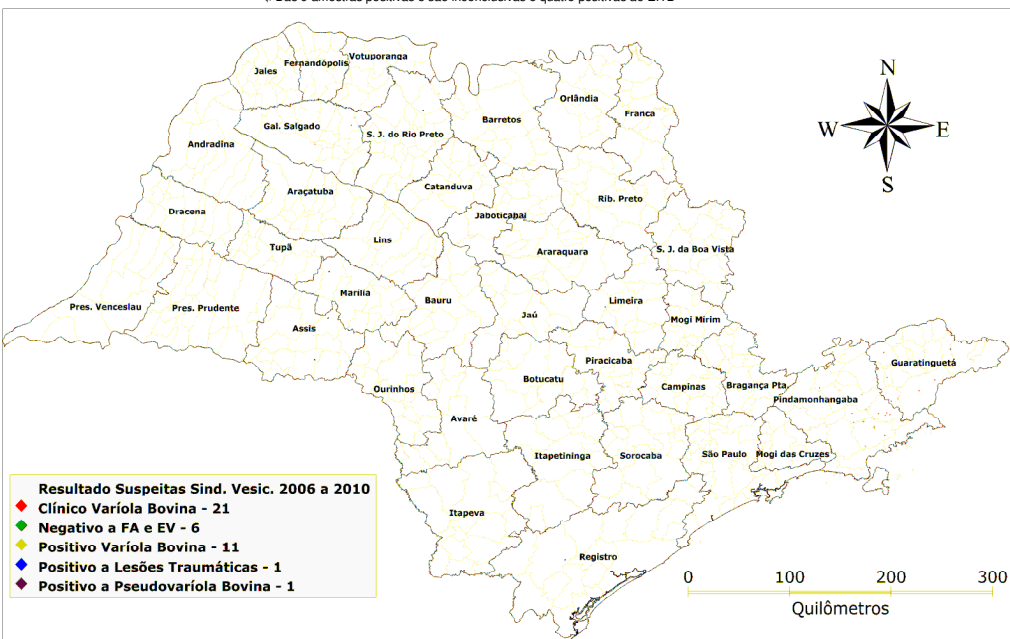 Votuporanga
Fernandópolis
Jales
Orlândia
Franca
Barretos
Gal. Salgado
S. J. do Rio Preto
Andradina
Catanduva
Araçatuba
Rib. Preto
Dracena
Jaboticabal
Lins
Tupã
Araraquara
S. J. da Boa Vista
Marília
Bauru
Limeira
Pres. Venceslau
Pres. Prudente
Jaú
Mogi Mirim
Assis
Piracicaba
Guaratinguetá
Botucatu
Campinas
Bragança Pta.
Ourinhos
Pindamonhangaba
Avaré
Itapetininga
Sorocaba
São Paulo
Mogi das Cruzes
Itapeva
Registro
N
W
E
S
Resultado Suspeitas Sind. Vesic. 2006 a 2010
Clínico Varíola Bovina - 21
Negativo a FA e EV - 6
Positivo Varíola Bovina - 11
Positivo a Lesões Traumáticas - 1
Positivo a Pseudovaríola Bovina - 1
0 100 200 300
Quilômetros